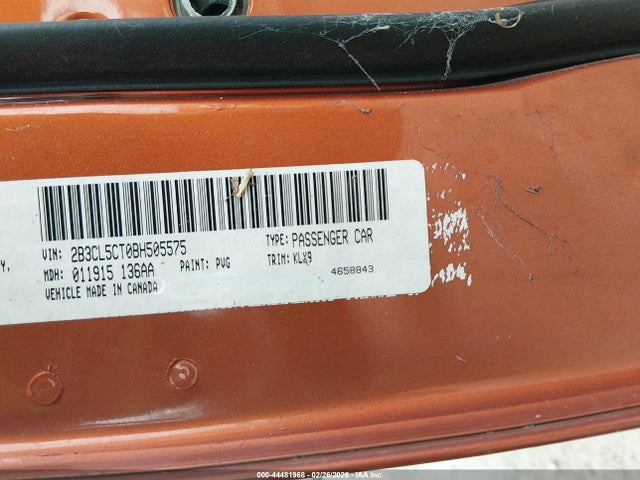 VIN: 2B3CL5CT0BH505575 TYPE: PASSENGER CAR
Y, MDH: 011915 136AA PAINT: PVG TRIM: KLX9
VEHICLE MADE IN CANADA 4658843
000-44481968 02/26/2026 IAA Inc.